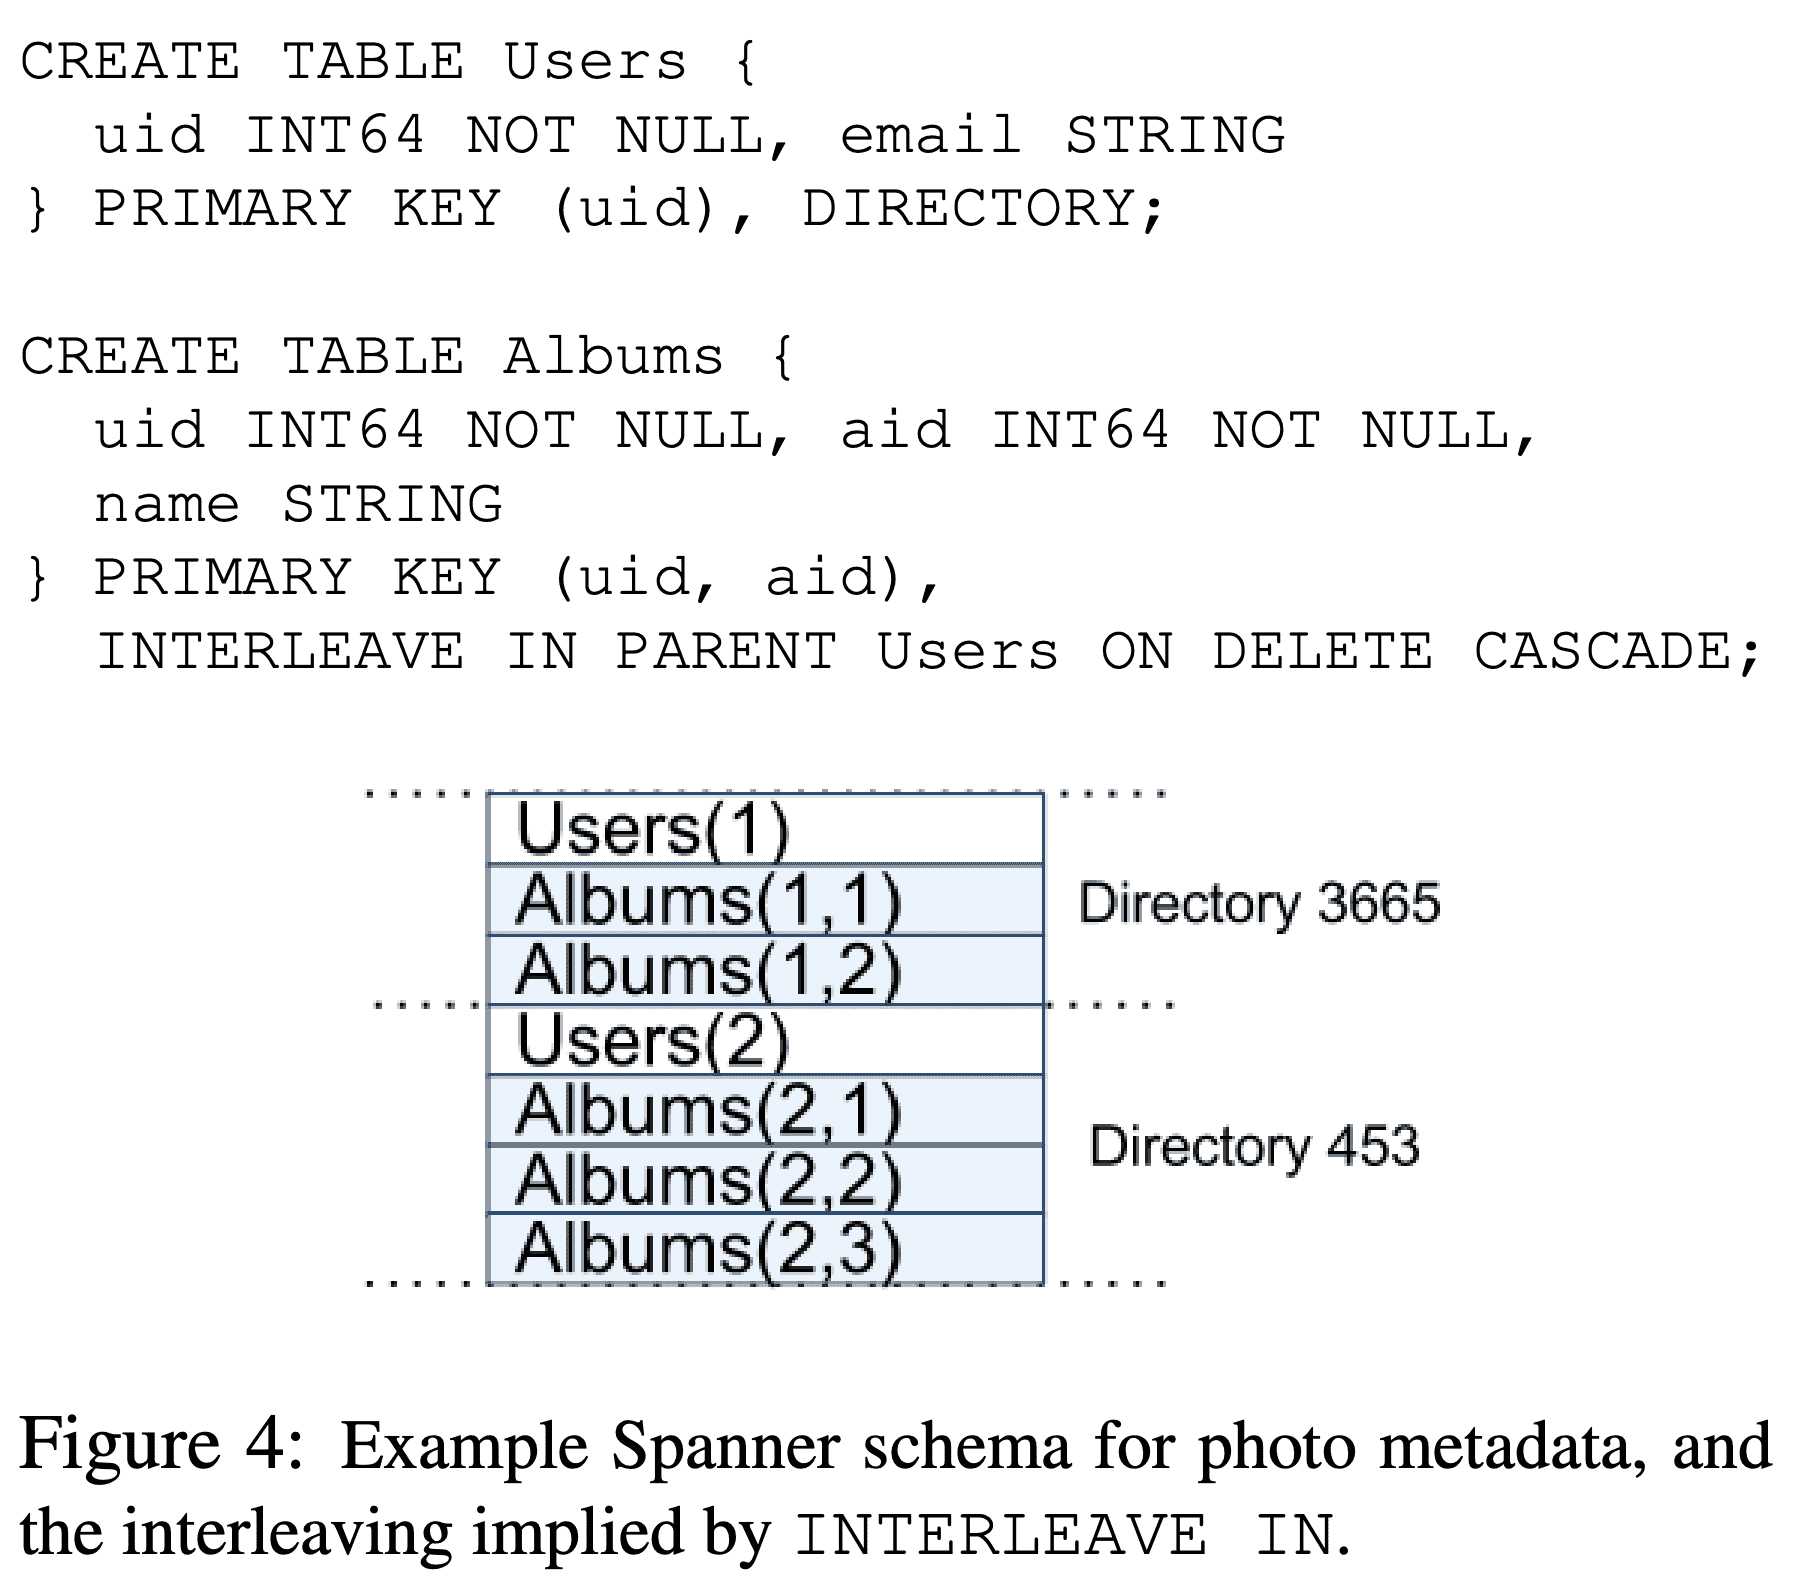 CREATE TABLE Users {
  uid INT64 NOT NULL, email STRING
} PRIMARY KEY (uid), DIRECTORY;
CREATE TABLE Albums {
  uid INT64 NOT NULL, aid INT64 NOT NULL,
  name STRING
} PRIMARY KEY (uid, aid),
  INTERLEAVE IN PARENT Users ON DELETE CASCADE;
Users(1)
Albums(1,1)
Directory 3665
Albums(1,2)
Users(2)
Albums(2,1)
Directory 453
Albums(2,2)
Albums(2,3)
Figure 4: Example Spanner schema for photo metadata, and
the interleaving implied by INTERLEAVE IN.